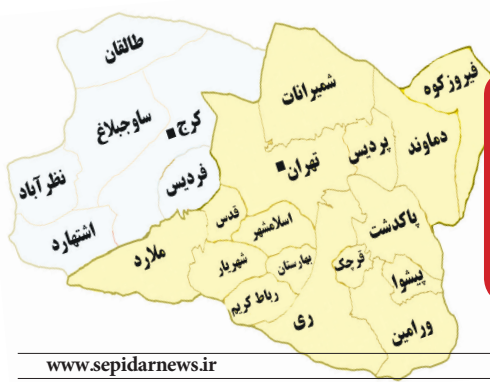 طالقان
فیروزکوه
شمیرانات
ساوجبلاغ
کرج
دماوند
پردیس
تهران
نظرآباد
فردیس
قدس
اسلامشهر
پاکدشت
اشتهارد
ملارد
شهریار
بهارستان
قرچک
پیشوا
رباط کریم
ری
ورامین
www.sepidarnews.ir